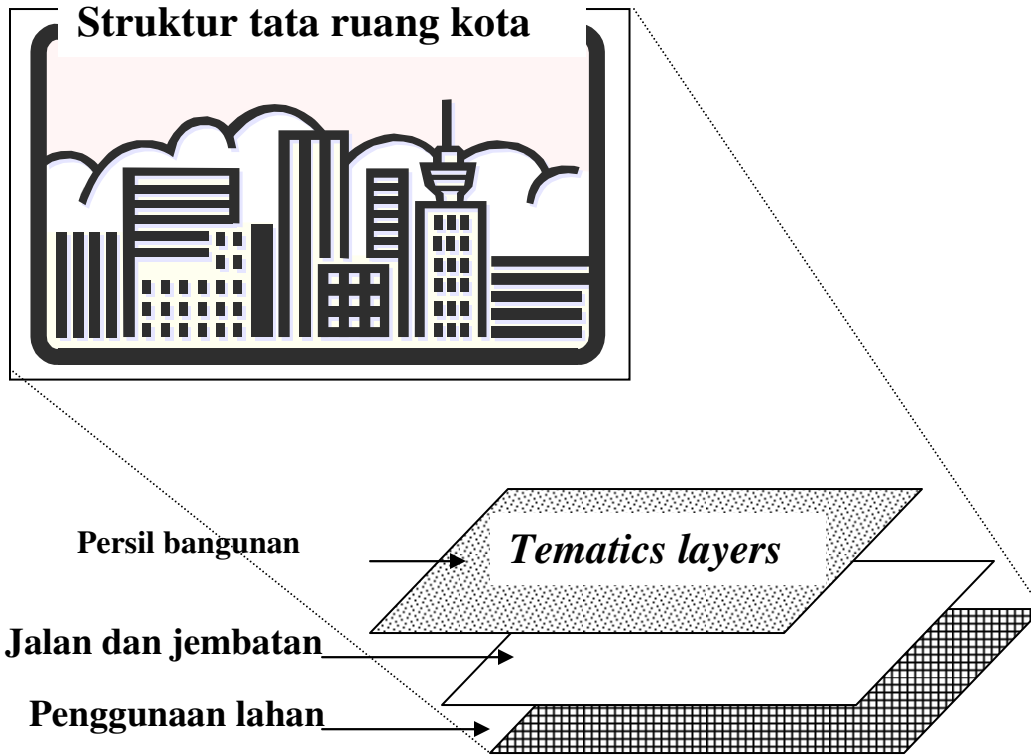 Struktur tata ruang kota
Persil bangunan
Tematics layers
Jalan dan jembatan
Penggunaan lahan